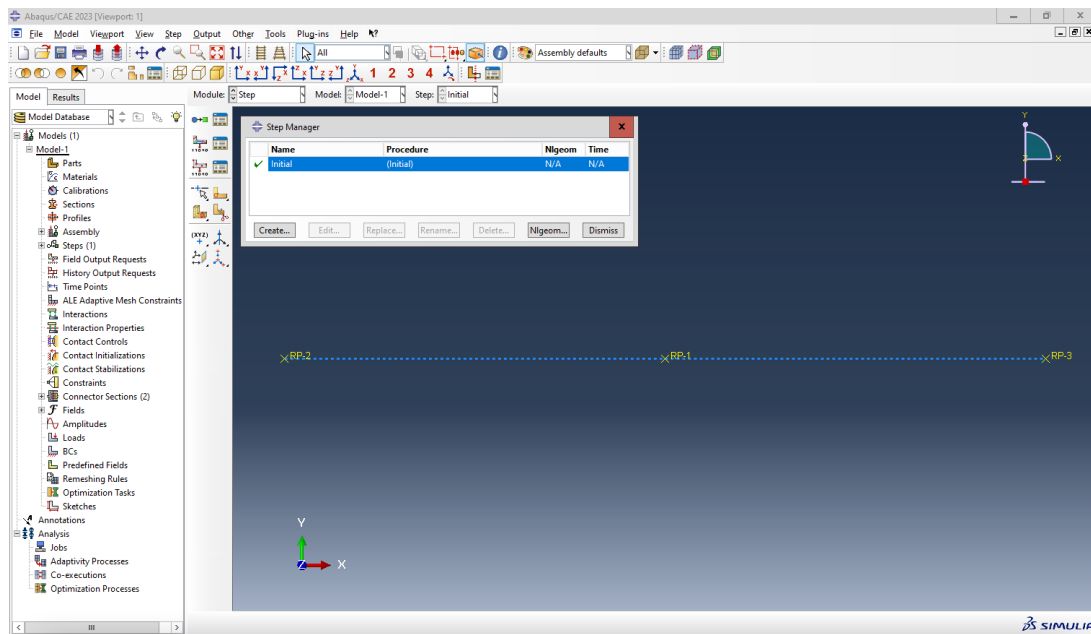 Abaqus/CAE 2023 [Viewport: 1]
File Model Viewport View Step Output Other Tools Plug-ins Help
All
Assembly defaults
1 2 3 4
Model Results
Module: Step Model: Model-1 Step: Initial
Model Database
Models (1)
Model-1
Parts
Materials
Calibrations
Sections
Profiles
Assembly
Steps (1)
Field Output Requests
History Output Requests
Time Points
ALE Adaptive Mesh Constraints
Interactions
Interaction Properties
Contact Controls
Contact Initializations
Contact Stabilizations
Constraints
Connector Sections (2)
Fields
Amplitudes
Loads
BCs
Predefined Fields
Remeshing Rules
Optimization Tasks
Sketches
Annotations
Analysis
Jobs
Adaptivity Processes
Co-executions
Optimization Processes
(XYZ)
Step Manager
Name Procedure Nlgeom Time
Initial (Initial) N/A N/A
Create... Edit... Replace... Rename... Delete... Nlgeom... Dismiss
Y
X
Z
RP-2
RP-1
RP-3
Y
Z
X
SIMULIA